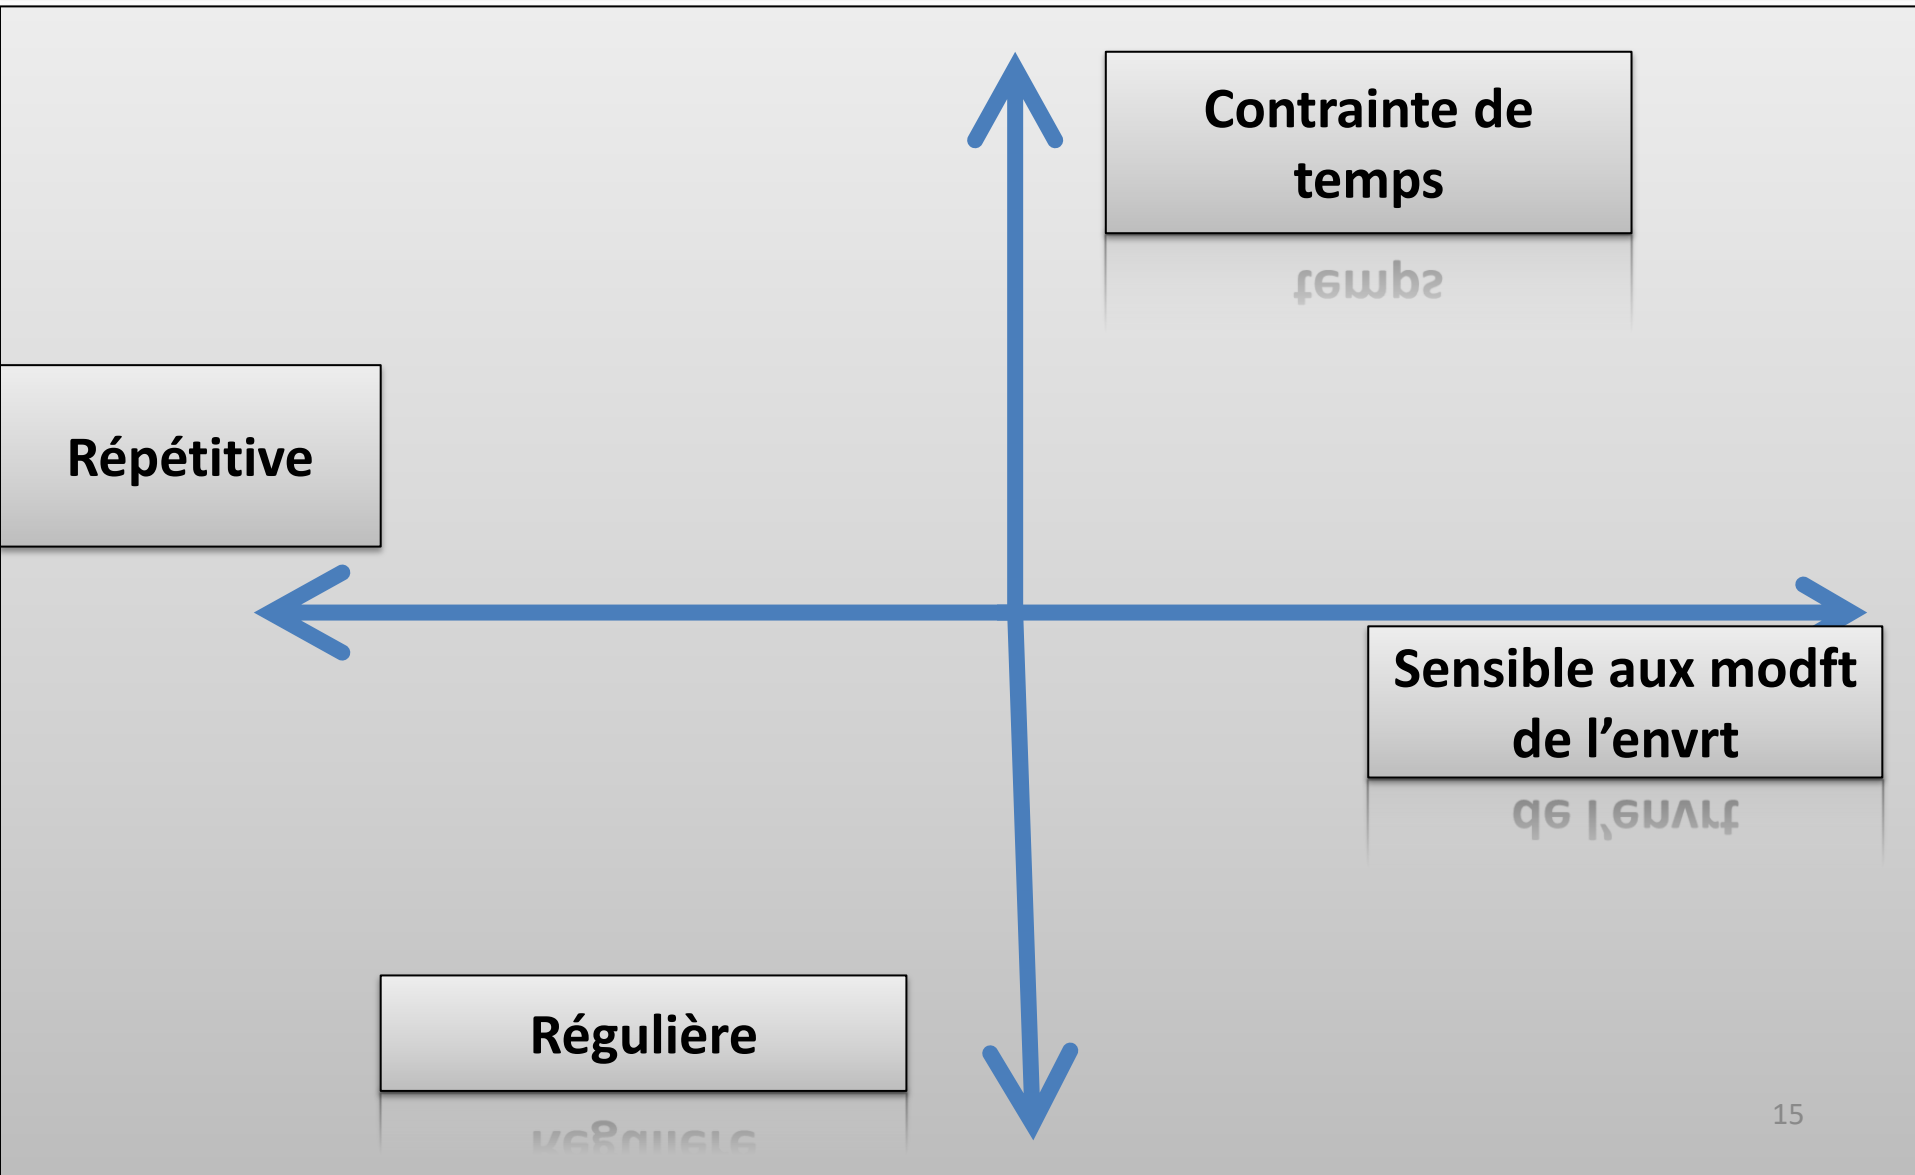 Contrainte de
temps
Répétitive
Sensible aux modft
de l’envrt
Régulière
15